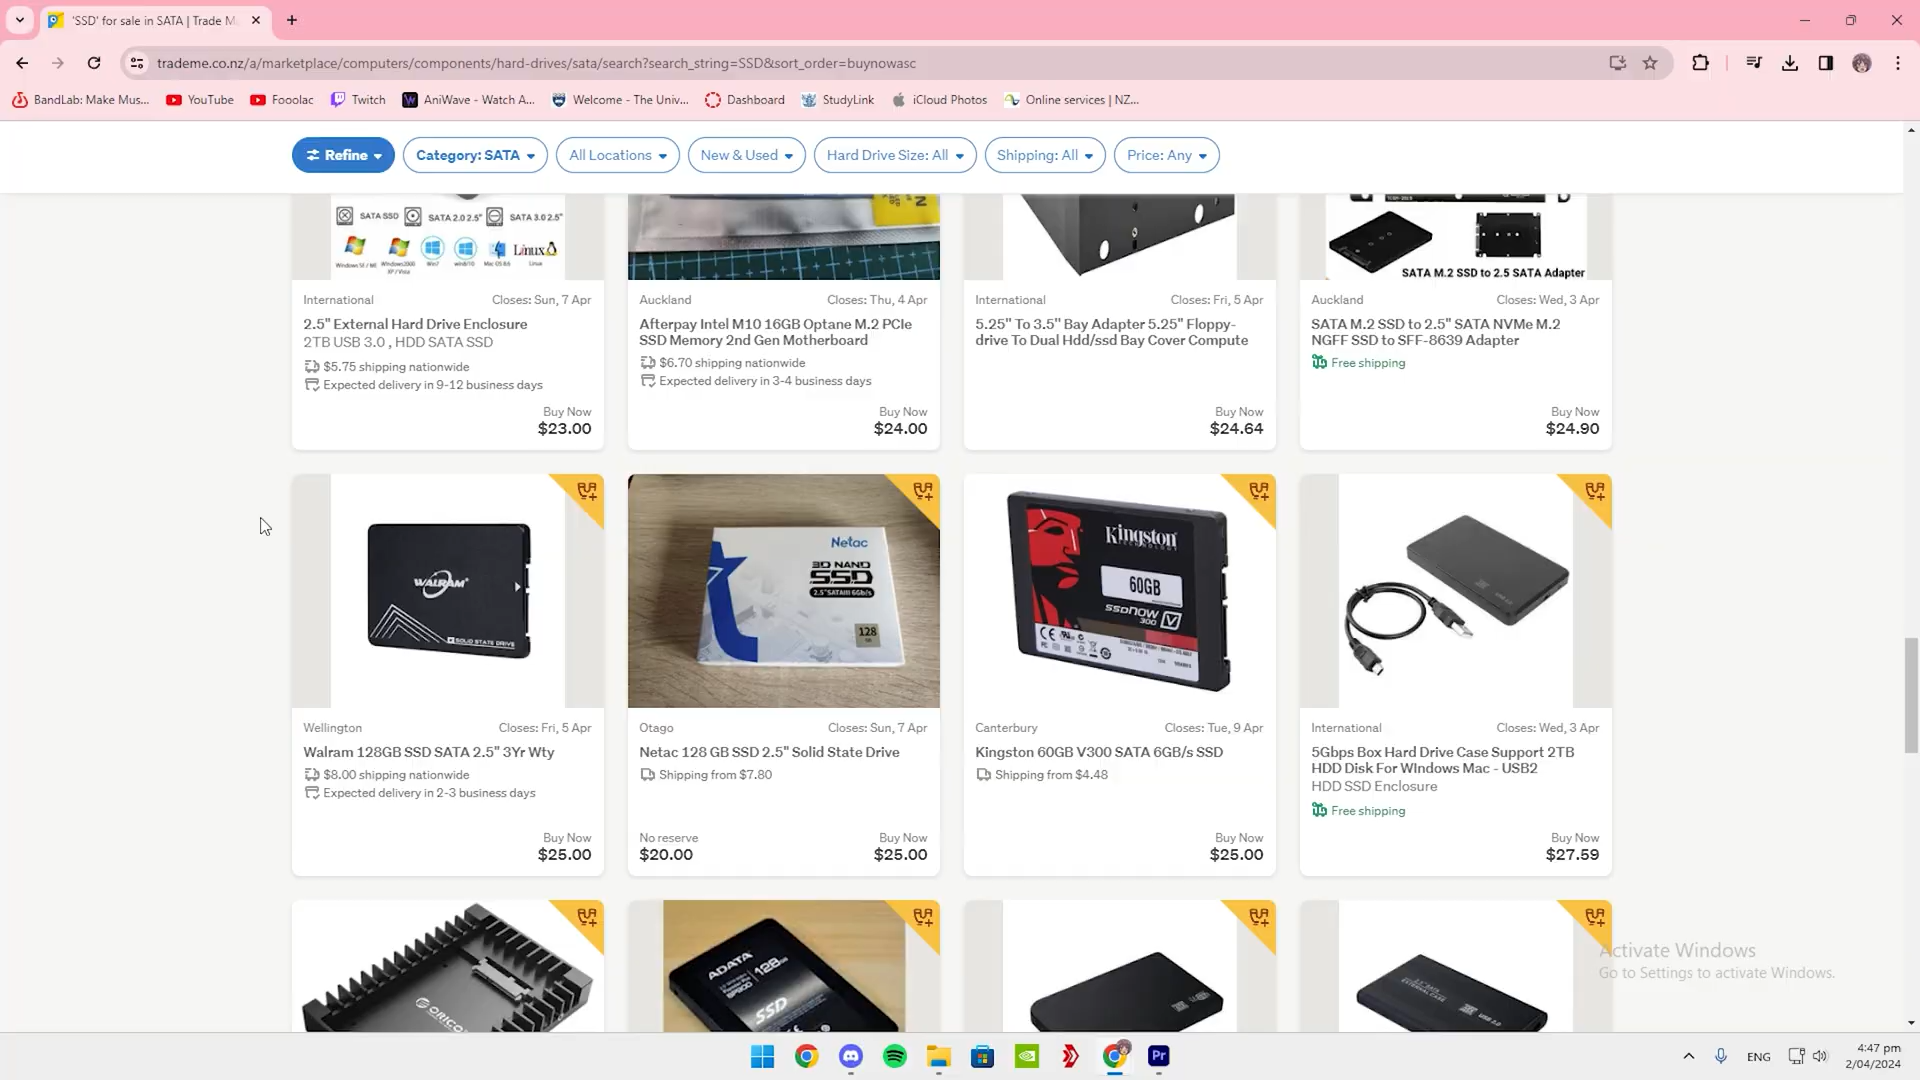 'SSD' for sale in SATA | Trade M
trademe.co.nz/a/marketplace/computers/components/hard-drives/sata/search?search_string=SSD&sort_order=buynowasc
BandLab: Make Mus...
YouTube
Fooolac
Twitch
AniWave - Watch A...
Welcome - The Univ...
Dashboard
StudyLink
iCloud Photos
Online services | NZ...
Refine
Category: SATA
All Locations
New & Used
Hard Drive Size: All
Shipping: All
Price: Any
SATA SSD
SATA 2.0 2.5"
SATA 3.0 2.5"
Linux
SATA M.2 SSD to 2.5 SATA Adapter
International
Closes: Sun, 7 Apr
2.5" External Hard Drive Enclosure
2TB USB 3.0 , HDD SATA SSD
$5.75 shipping nationwide
Expected delivery in 9-12 business days
Buy Now
$23.00
Auckland
Closes: Thu, 4 Apr
Afterpay Intel M10 16GB Optane M.2 PCIe
SSD Memory 2nd Gen Motherboard
$6.70 shipping nationwide
Expected delivery in 3-4 business days
Buy Now
$24.00
International
Closes: Fri, 5 Apr
5.25" To 3.5" Bay Adapter 5.25" Floppy-
drive To Dual Hdd/ssd Bay Cover Compute
Buy Now
$24.64
Auckland
Closes: Wed, 3 Apr
SATA M.2 SSD to 2.5" SATA NVMe M.2
NGFF SSD to SFF-8639 Adapter
Free shipping
Buy Now
$24.90
WALRAM
SOLID STATE DRIVE
Wellington
Closes: Fri, 5 Apr
Walram 128GB SSD SATA 2.5" 3Yr Wty
$8.00 shipping nationwide
Expected delivery in 2-3 business days
Buy Now
$25.00
Netac
3D NAND
SSD
2.5" SATAIII 6Gb/s
128
Otago
Closes: Sun, 7 Apr
Netac 128 GB SSD 2.5" Solid State Drive
Shipping from $7.80
No reserve
$20.00
Buy Now
$25.00
Kingston
TECHNOLOGY
60GB
SSDNOW V
300
Canterbury
Closes: Tue, 9 Apr
Kingston 60GB V300 SATA 6GB/s SSD
Shipping from $4.48
Buy Now
$25.00
International
Closes: Wed, 3 Apr
5Gbps Box Hard Drive Case Support 2TB
HDD Disk For WIndows Mac - USB2
HDD SSD Enclosure
Free shipping
Buy Now
$27.59
ORICO
ADATA
128GB
SSD
Activate Windows
Go to Settings to activate Windows.
ENG
4:47 pm
2/04/2024